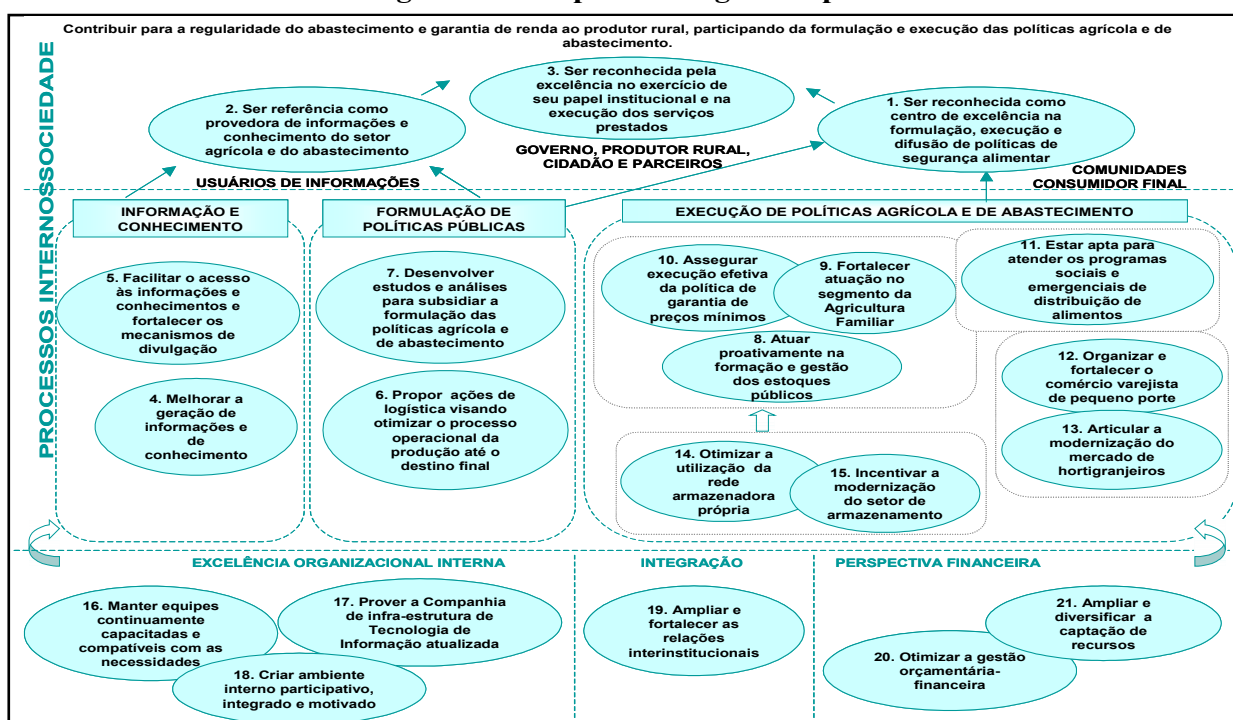 Contribuir para a regularidade do abastecimento e garantia de renda ao produtor rural, participando da formulação e execução das políticas agrícola e de
abastecimento.
PROCESSOS INTERNOSSOCIEDADE
3. Ser reconhecida pela
excelência no exercício de
seu papel institucional e na
execução dos serviços
prestados
2. Ser referência como
provedora de informações e
conhecimento do setor
agrícola e do abastecimento
1. Ser reconhecida como
centro de excelência na
formulação, execução e
difusão de políticas de
segurança alimentar
GOVERNO, PRODUTOR RURAL,
CIDADÃO E PARCEIROS
USUÁRIOS DE INFORMAÇÕES
COMUNIDADES
CONSUMIDOR FINAL
INFORMAÇÃO E
CONHECIMENTO
5. Facilitar o acesso
às informações e
conhecimentos e
fortalecer os
mecanismos de
divulgação
4. Melhorar a
geração de
informações e
de
conhecimento
FORMULAÇÃO DE
POLÍTICAS PÚBLICAS
7. Desenvolver
estudos e análises
para subsidiar a
formulação das
políticas agrícola e
de abastecimento
6. Propor ações de
logística visando
otimizar o processo
operacional da
produção até o
destino final
EXECUÇÃO DE POLÍTICAS AGRÍCOLA E DE ABASTECIMENTO
10. Assegurar
execução efetiva
da política de
garantia de
preços mínimos
9. Fortalecer
atuação no
segmento da
Agricultura
Familiar
8. Atuar
proativamente na
formação e gestão
dos estoques
públicos
11. Estar apta para
atender os programas
sociais e
emergenciais de
distribuição de
alimentos
12. Organizar e
fortalecer o
comércio varejista
de pequeno porte
13. Articular a
modernização do
mercado de
hortigranjeiros
14. Otimizar a
utilização da
rede
armazenadora
própria
15. Incentivar a
modernização
do setor de
armazenamento
EXCELÊNCIA ORGANIZACIONAL INTERNA
16. Manter equipes
continuamente
capacitadas e
compatíveis com as
necessidades
17. Prover a Companhia
de infra-estrutura de
Tecnologia de
Informação atualizada
18. Criar ambiente
interno participativo,
integrado e motivado
INTEGRAÇÃO
19. Ampliar e
fortalecer as
relações
interinstitucionais
PERSPECTIVA FINANCEIRA
21. Ampliar e
diversificar a
captação de
recursos
20. Otimizar a gestão
orçamentária-
financeira